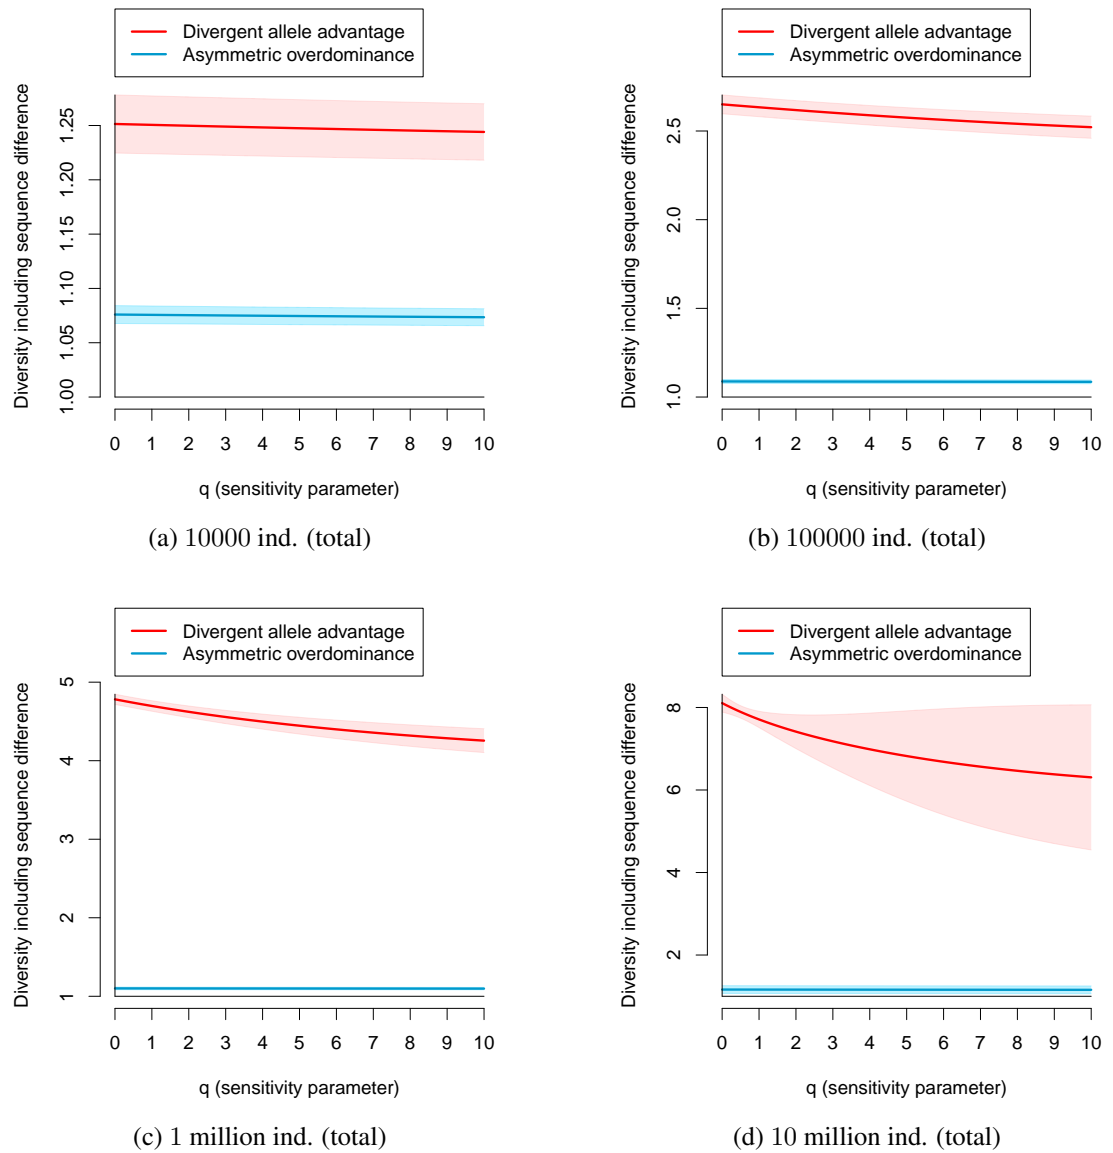 Divergent allele advantage
Asymmetric overdominance
Diversity including sequence difference
1.25
1.20
1.15
1.10
1.05
1.00
0 1 2 3 4 5 6 7 8 9 10
q (sensitivity parameter)
(a) 10000 ind. (total)
Divergent allele advantage
Asymmetric overdominance
Diversity including sequence difference
2.5
2.0
1.5
1.0
0 1 2 3 4 5 6 7 8 9 10
q (sensitivity parameter)
(b) 100000 ind. (total)
Divergent allele advantage
Asymmetric overdominance
Diversity including sequence difference
5
4
3
2
1
0 1 2 3 4 5 6 7 8 9 10
q (sensitivity parameter)
(c) 1 million ind. (total)
Divergent allele advantage
Asymmetric overdominance
Diversity including sequence difference
8
6
4
2
0 1 2 3 4 5 6 7 8 9 10
q (sensitivity parameter)
(d) 10 million ind. (total)